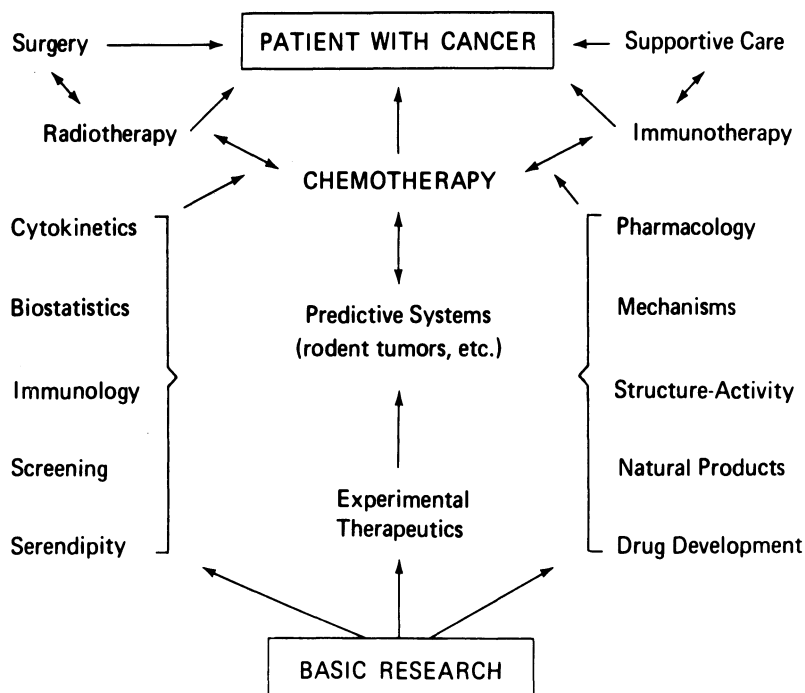 Surgery
PATIENT WITH CANCER
Supportive Care
Radiotherapy
Immunotherapy
CHEMOTHERAPY
Cytokinetics
Pharmacology
Biostatistics
Predictive Systems
(rodent tumors, etc.)
Mechanisms
Immunology
Structure-Activity
Screening
Natural Products
Experimental
Therapeutics
Serendipity
Drug Development
BASIC RESEARCH